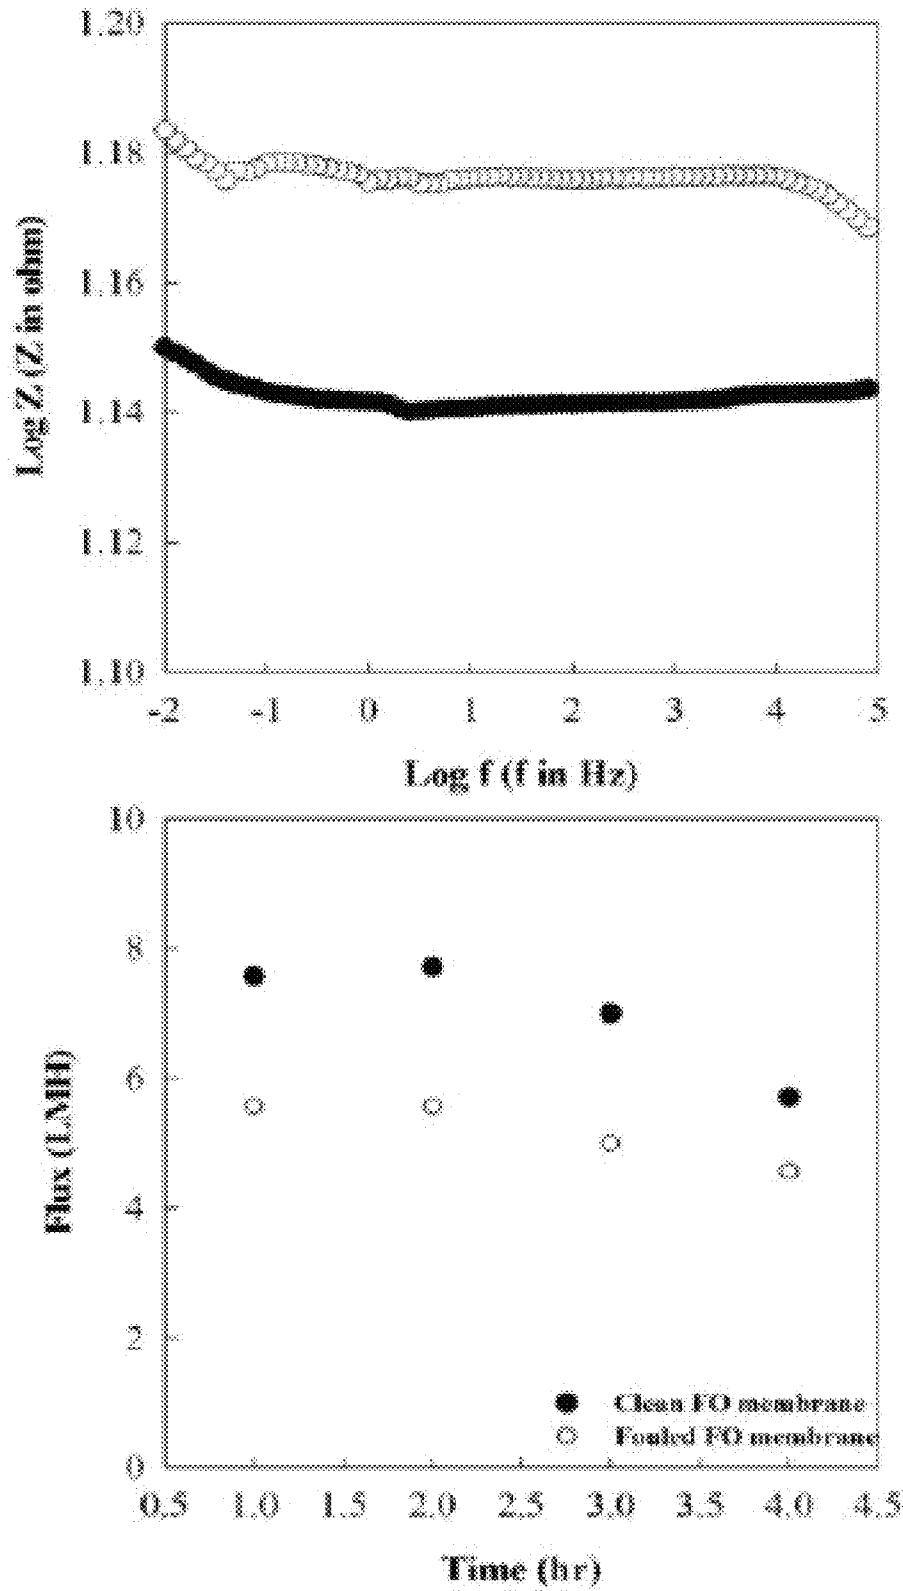 1.20
1.18
1.16
1.14
1.12
1.10
Log Z (Z in ohm)
-2 -1 0 1 2 3 4 5
Log f (f in Hz)
10
8
6
4
2
0
Flux (LMH)
Clean FO membrane
Fouled FO membrane
0.5 1.0 1.5 2.0 2.5 3.0 3.5 4.0 4.5
Time (hr)